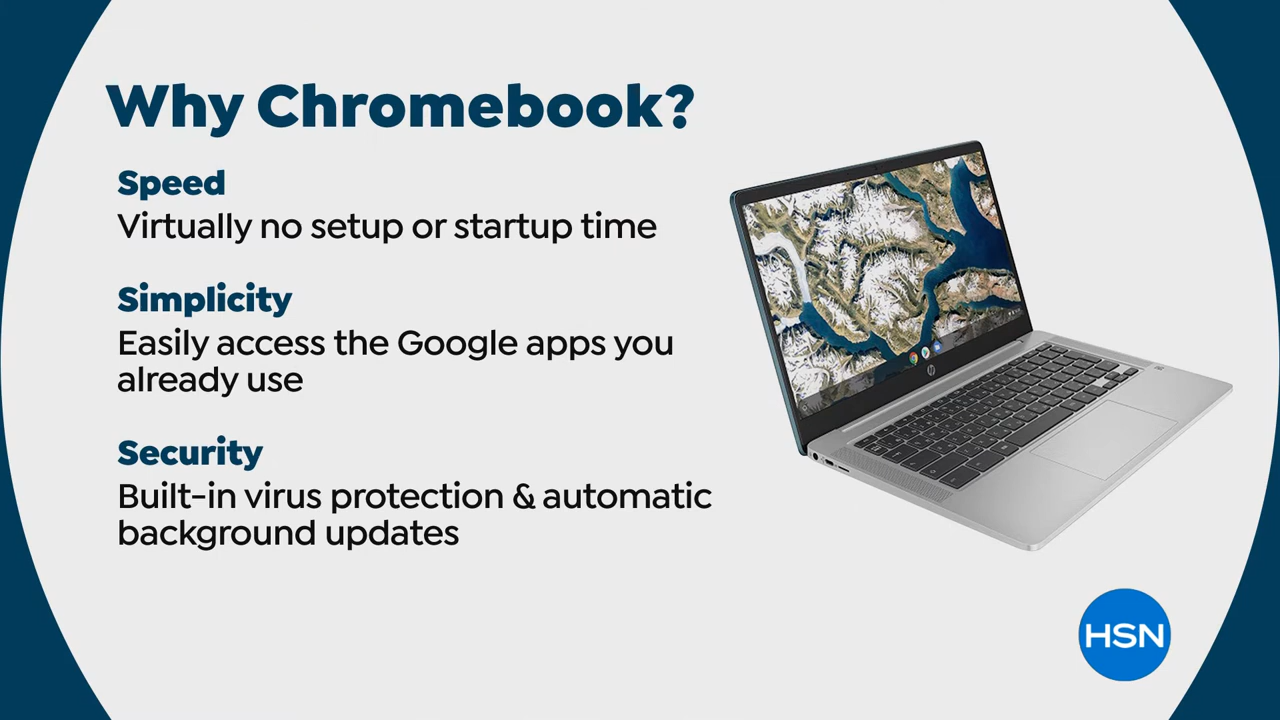 Why Chromebook?
Speed
Virtually no setup or startup time
Simplicity
Easily access the Google apps you
already use
Security
Built-in virus protection & automatic
background updates
hp
HSN